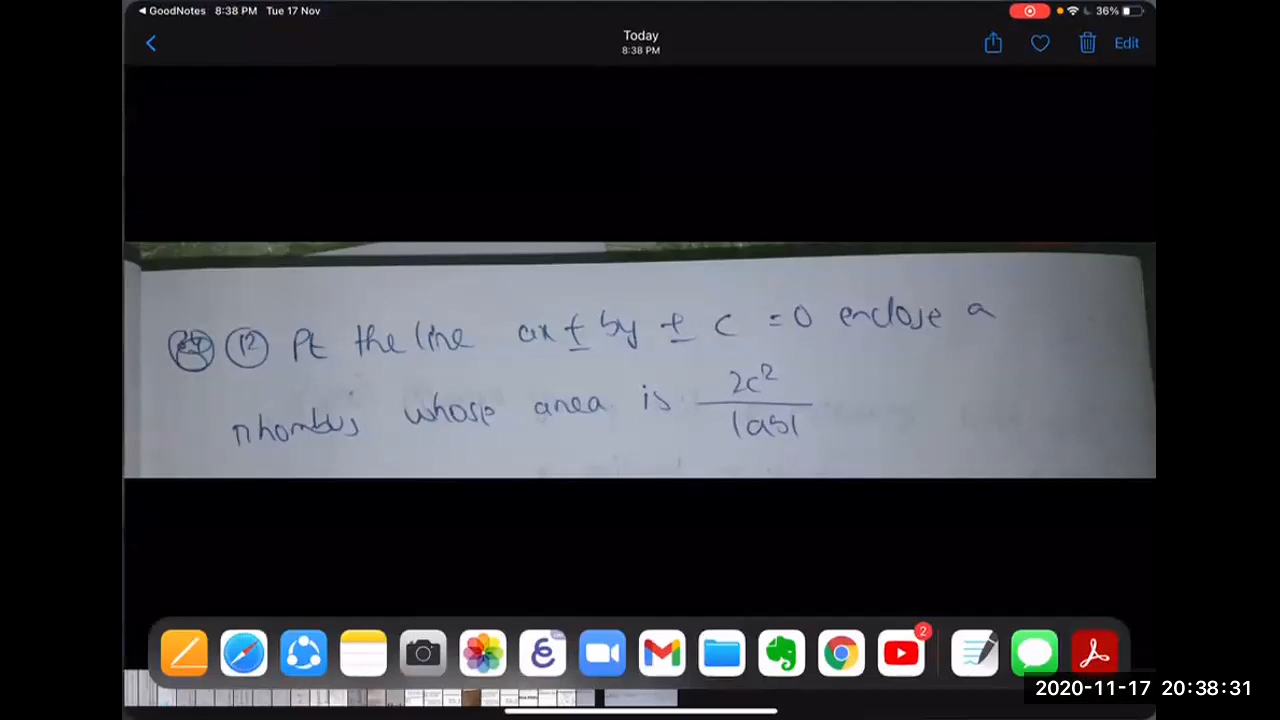 GoodNotes 8:38 PM Tue 17 Nov
36%
Today
8:38 PM
Edit
12 Pt the line ax ± by ± c = 0 enclose a
rhombus whose area is 2c²
|ab|
2
2020-11-17 20:38:31